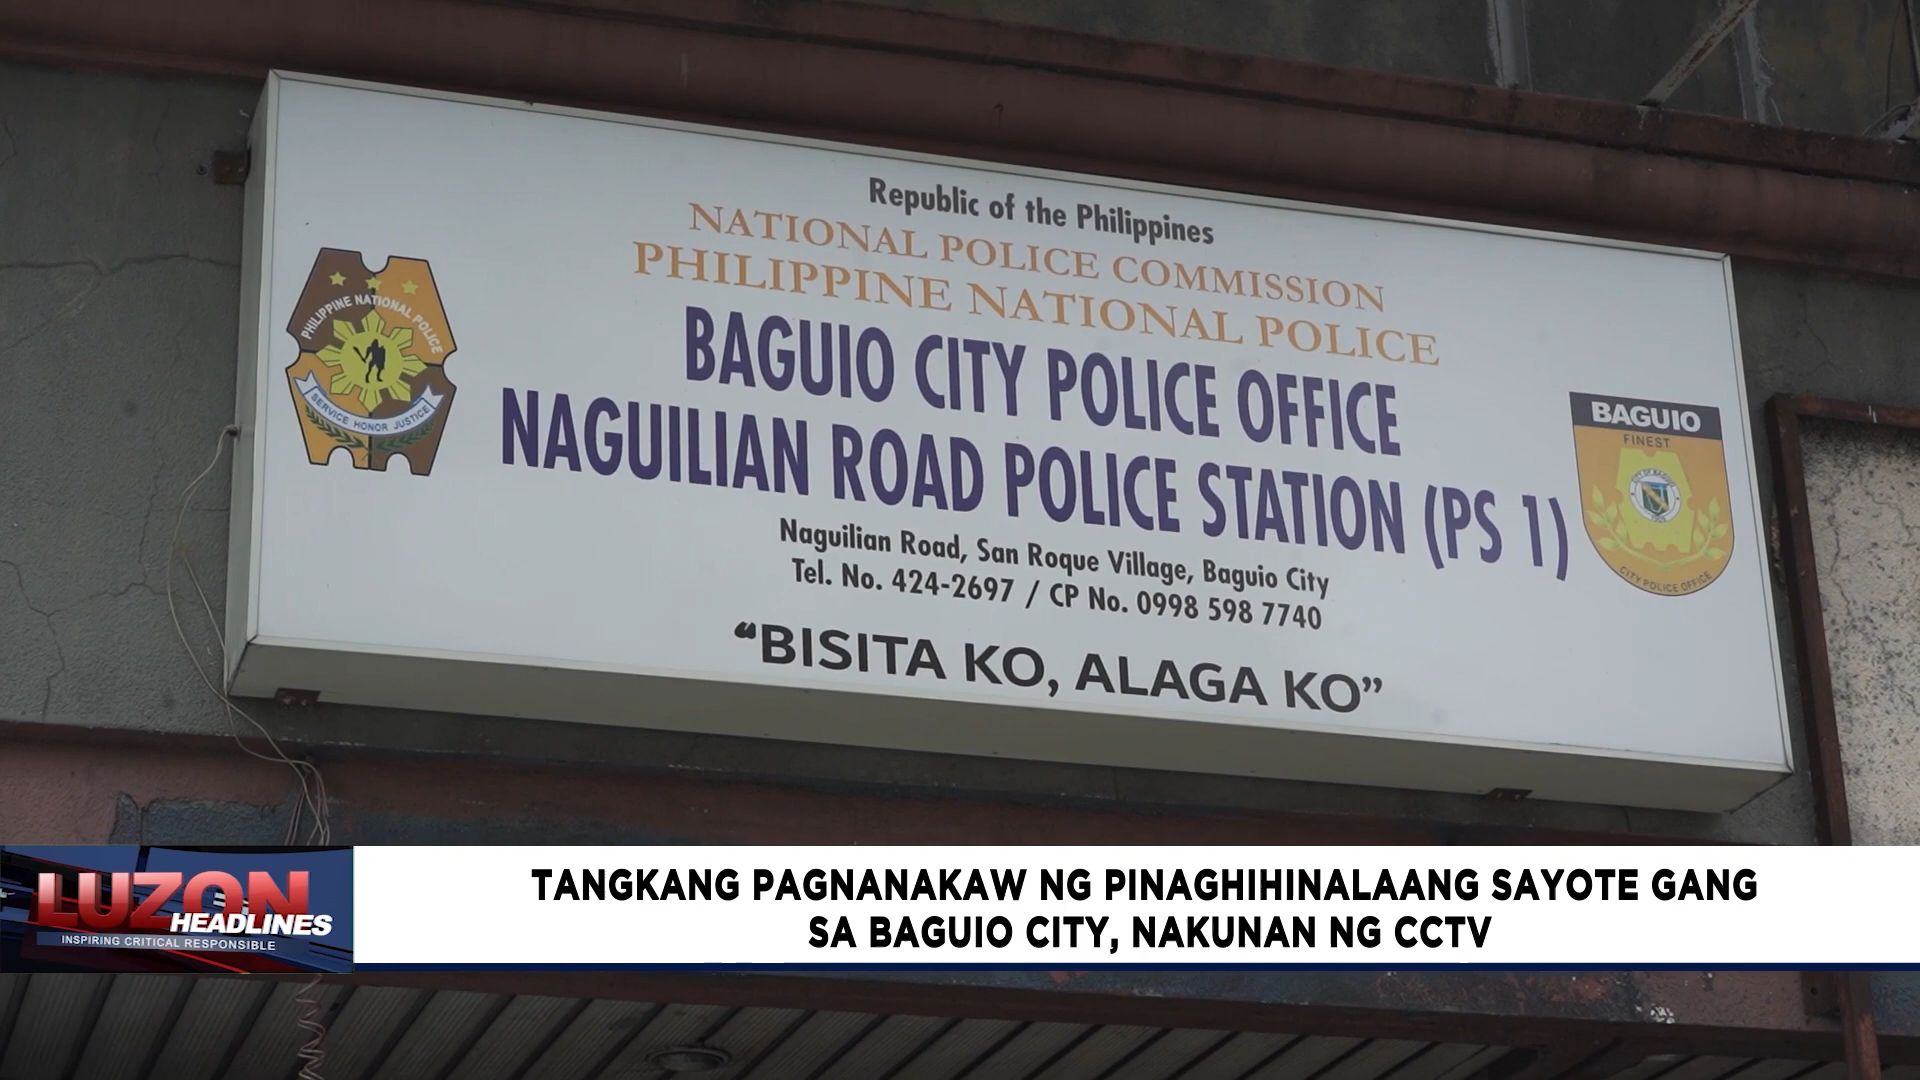 Republic of the Philippines
NATIONAL POLICE COMMISSION
PHILIPPINE NATIONAL POLICE
BAGUIO CITY POLICE OFFICE
NAGUILIAN ROAD POLICE STATION (PS 1)
Naguilian Road, San Roque Village, Baguio City
Tel. No. 424-2697 / CP No. 0998 598 7740
“BISITA KO, ALAGA KO”
PHILIPPINE NATIONAL POLICE
SERVICE HONOR JUSTICE
BAGUIO
FINEST
CITY POLICE OFFICE
LUZON
HEADLINES
INSPIRING CRITICAL RESPONSIBLE
TANGKANG PAGNANAKAW NG PINAGHIHINALAANG SAYOTE GANG
SA BAGUIO CITY, NAKUNAN NG CCTV